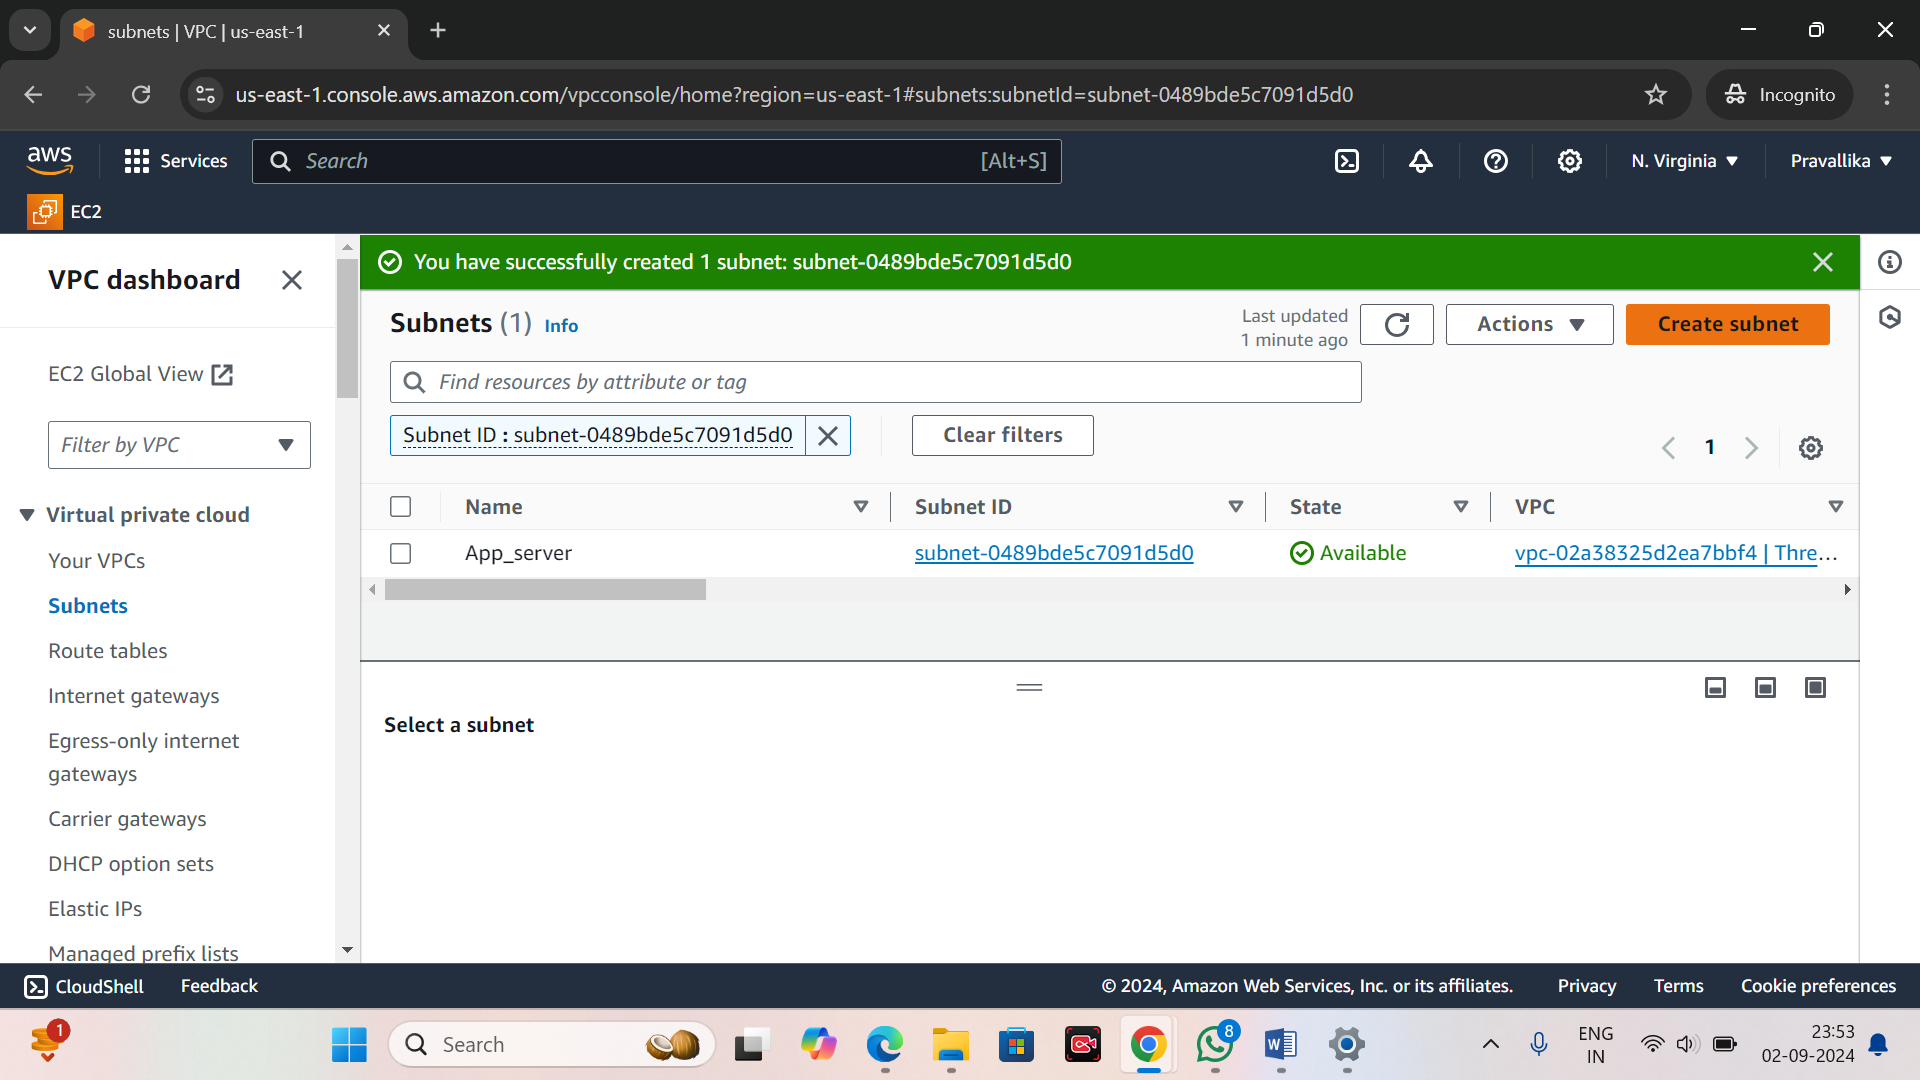 subnets | VPC | us-east-1
us-east-1.console.aws.amazon.com/vpcconsole/home?region=us-east-1#subnets:subnetId=subnet-0489bde5c7091d5d0
Incognito
aws
Services
Search
[Alt+S]
N. Virginia
Pravallika
EC2
VPC dashboard
EC2 Global View
Filter by VPC
Virtual private cloud
Your VPCs
Subnets
Route tables
Internet gateways
Egress-only internet
gateways
Carrier gateways
DHCP option sets
Elastic IPs
Managed prefix lists
You have successfully created 1 subnet: subnet-0489bde5c7091d5d0
Subnets (1) Info
Last updated
1 minute ago
Actions
Create subnet
Find resources by attribute or tag
Subnet ID : subnet-0489bde5c7091d5d0
Clear filters
1
Name Subnet ID State VPC
App_server subnet-0489bde5c7091d5d0 Available vpc-02a38325d2ea7bbf4 | Thre…
Select a subnet
CloudShell Feedback © 2024, Amazon Web Services, Inc. or its affiliates. Privacy Terms Cookie preferences
1
Search
8
W
ENG
IN
23:53
02-09-2024